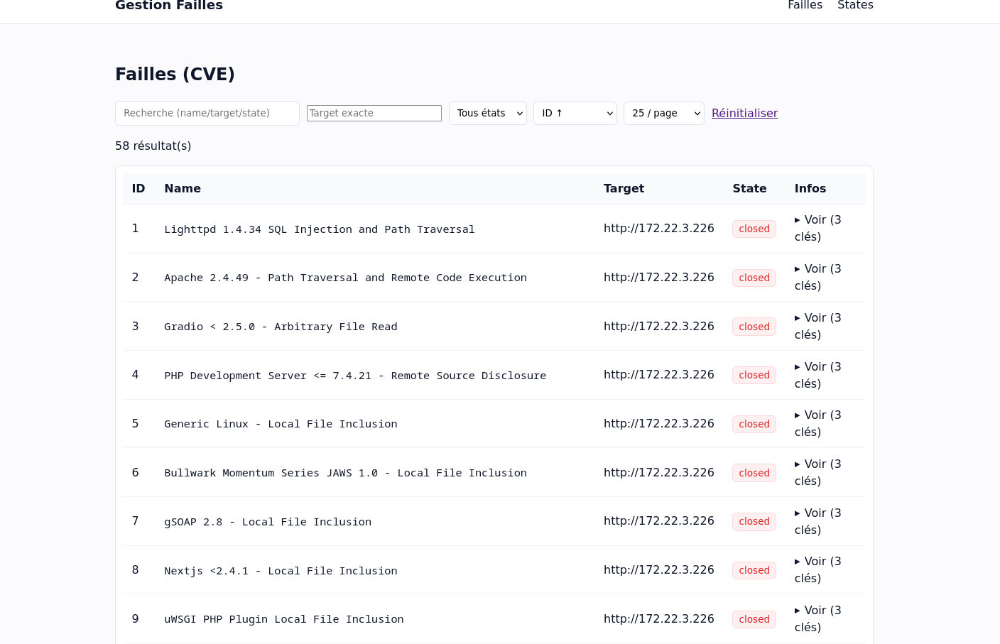 Gestion Failles Failles States
Failles (CVE)
Recherche (name/target/state) Target exacte Tous états ID ↑ 25 / page Réinitialiser
58 résultat(s)
ID Name Target State Infos
1 Lighttpd 1.4.34 SQL Injection and Path Traversal http://172.22.3.226 closed ▸ Voir (3
clés)
2 Apache 2.4.49 - Path Traversal and Remote Code Execution http://172.22.3.226 closed ▸ Voir (3
clés)
3 Gradio < 2.5.0 - Arbitrary File Read http://172.22.3.226 closed ▸ Voir (3
clés)
4 PHP Development Server <= 7.4.21 - Remote Source Disclosure http://172.22.3.226 closed ▸ Voir (3
clés)
5 Generic Linux - Local File Inclusion http://172.22.3.226 closed ▸ Voir (3
clés)
6 Bullwark Momentum Series JAWS 1.0 - Local File Inclusion http://172.22.3.226 closed ▸ Voir (3
clés)
7 gSOAP 2.8 - Local File Inclusion http://172.22.3.226 closed ▸ Voir (3
clés)
8 Nextjs <2.4.1 - Local File Inclusion http://172.22.3.226 closed ▸ Voir (3
clés)
9 uWSGI PHP Plugin Local File Inclusion http://172.22.3.226 closed ▸ Voir (3
clés)